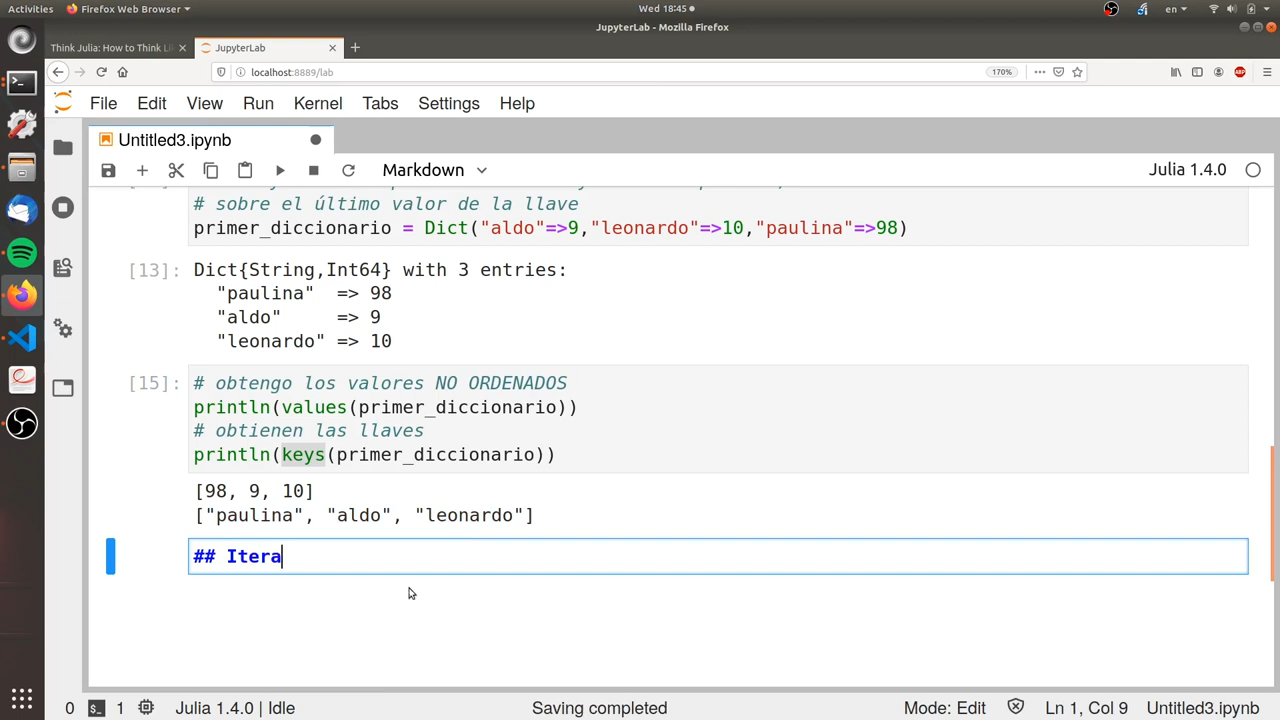 Activities Firefox Web Browser Wed 18:45 en
JupyterLab - Mozilla Firefox
Think Julia: How to Think Li JupyterLab
localhost:8889/lab 170% ABP
File Edit View Run Kernel Tabs Settings Help
Untitled3.ipynb
Markdown Julia 1.4.0
# sobre el último valor de la llave
primer_diccionario = Dict("aldo"=>9,"leonardo"=>10,"paulina"=>98)
[13]: Dict{String,Int64} with 3 entries:
"paulina" => 98
"aldo" => 9
"leonardo" => 10
[15]: # obtengo los valores NO ORDENADOS
println(values(primer_diccionario))
# obtienen las llaves
println(keys(primer_diccionario))
[98, 9, 10]
["paulina", "aldo", "leonardo"]
## Itera
0 1 Julia 1.4.0 | Idle Saving completed Mode: Edit Ln 1, Col 9 Untitled3.ipynb